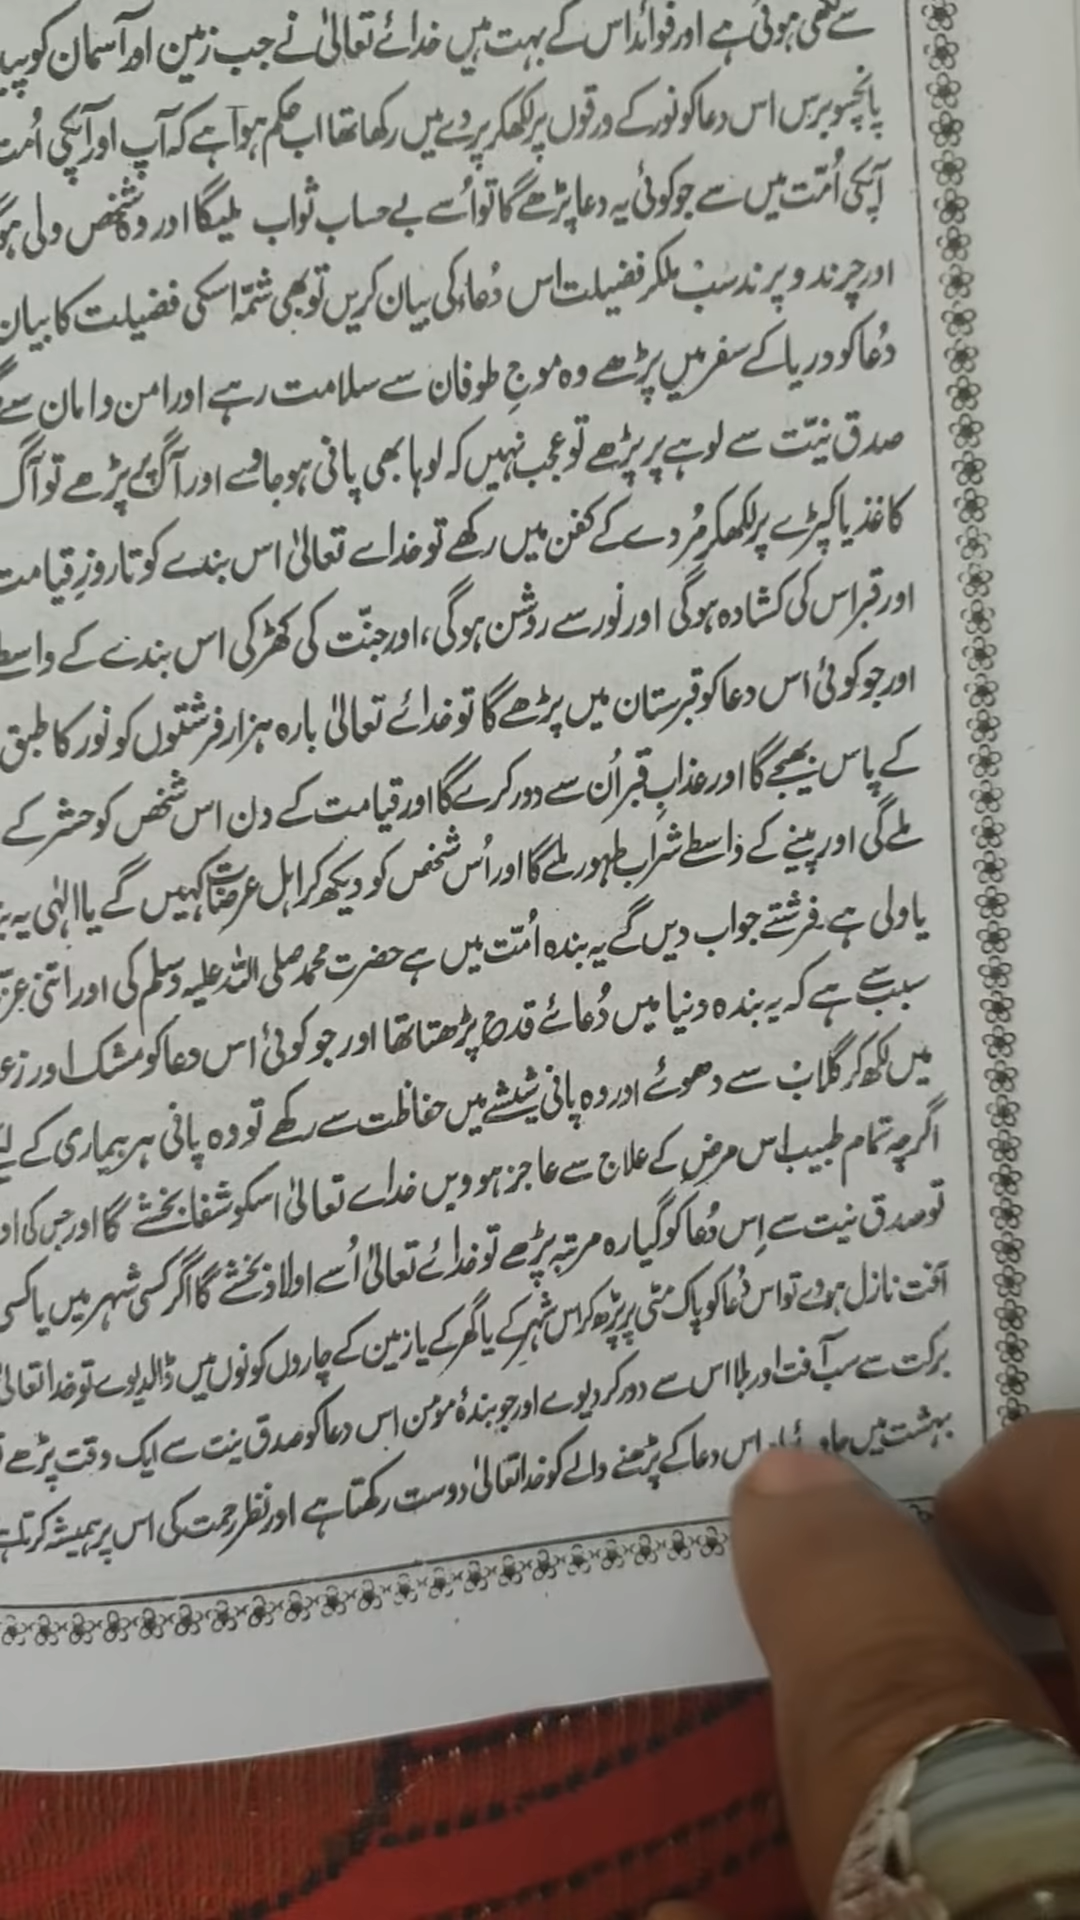 سے لکھی ہوئی ہے اور فوائد اس کے بہت ہیں خدائے تعالیٰ نے جب زمین اور آسمان کو
پانچسو برس اس دعا کو نور کے ورقوں پر لکھکر پردے میں رکھا تھا اب حکم ہوا ہے کہ آپ اور آپکی
آپکی اُمّت میں سے جو کوئی یہ دعا پڑھے گا تو اُسے بے حساب ثواب ملیگا اور وہ شخص ولی
اور چرند و پرند سب ملکر فضیلت اس دُعاء کی بیان کریں تو بھی شمّہ اسکی فضیلت کا بیان
دُعا کو دریا کے سفر میں پڑھے وہ موجِ طوفان سے سلامت رہے اور امن و امان سے
صدق نیّت سے لوہے پر پڑھے تو عجب نہیں کہ لوہا بھی پانی ہو جاوے اور آگ پر پڑھے تو آگ
کاغذ یا کپڑے پر لکھکر مُردے کے کفن میں رکھے تو خداے تعالیٰ اس بندے کو تا روزِ قیامت
اور قبر اس کی کشادہ ہوگی اور نور سے روشن ہوگی، اور جنّت کی کھڑکی اس بندے کے واسطے
اور جو کوئی اس دعا کو قبرستان میں پڑھے گا تو خدائے تعالیٰ بارہ ہزار فرشتوں کو نور کا طبق
کے پاس بھیجے گا اور عذابِ قبر اُن سے دور کرے گا اور قیامت کے دن اس شخص کو حشر کے
ملے گی اور پینے کے واسطے شراب طہور ملے گا اور اُس شخص کو دیکھ کر اہل عرصات کہیں گے یا الہٰی یہ
یا ولی ہے۔ فرشتے جواب دیں گے یہ بندہ اُمّت میں ہے حضرت محمد صلی اللہ علیہ وسلم کی اور اتنی
سبب سے ہے کہ یہ بندہ دنیا میں دُعائے قدح پڑھتا تھا اور جو کوئی اس دعا کو مشک اور
میں لکھ کر گلاب سے دھوئے اور وہ پانی شیشے میں حفاظت سے رکھے تو وہ پانی ہر بیماری کے
اگرچہ تمام طبیب اس مرض کے علاج سے عاجز ہوویں خداے تعالیٰ اسکو شفا بخشے گا اور جس کی
تو صدق نیت سے اِس دُعا کو گیارہ مرتبہ پڑھے تو خدائے تعالیٰ اُسے اولاد بخشے گا اگر کسی شہر میں یا کسی
آفت نازل ہووے تو اس دُعا کو پاک مٹی پر پڑھ کر اس شہر کے یا گھر کے یا زمین کے چاروں کونوں میں ڈالدیوے تو خدا تعالیٰ
برکت سے سب آفت اور بلا اس سے دور کر دیوے اور جو بندۂ مومن اس دعا کو صدق نیت سے ایک وقت پڑھے
بہشت میں اس دعا کے پڑھنے والے کو خدا تعالیٰ دوست رکھتا ہے اور نظر رحمت کی اس پر ہمیشہ کرتا ہے